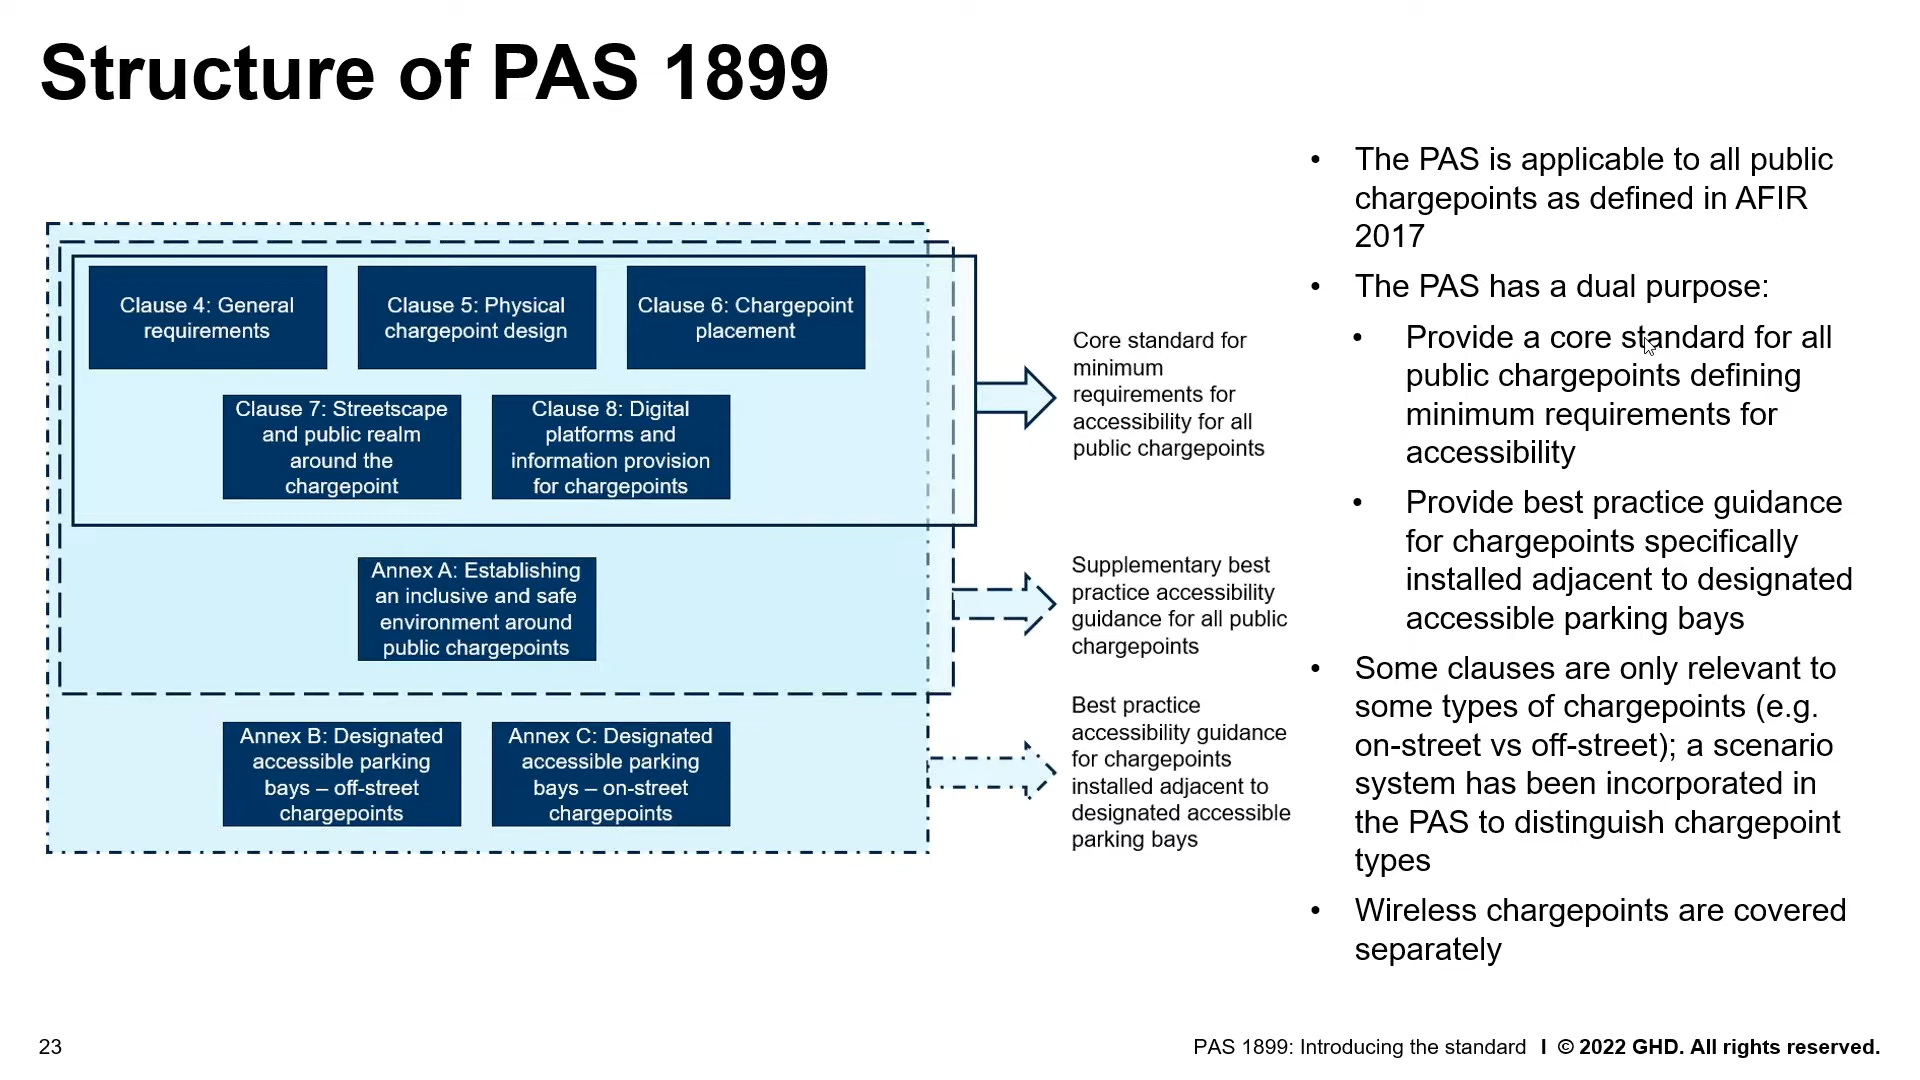 Structure of PAS 1899
Clause 4: General
requirements
Clause 5: Physical
chargepoint design
Clause 6: Chargepoint
placement
Clause 7: Streetscape
and public realm
around the
chargepoint
Clause 8: Digital
platforms and
information provision
for chargepoints
Core standard for
minimum
requirements for
accessibility for all
public chargepoints
Annex A: Establishing
an inclusive and safe
environment around
public chargepoints
Supplementary best
practice accessibility
guidance for all public
chargepoints
Annex B: Designated
accessible parking
bays – off-street
chargepoints
Annex C: Designated
accessible parking
bays – on-street
chargepoints
Best practice
accessibility guidance
for chargepoints
installed adjacent to
designated accessible
parking bays
• The PAS is applicable to all public
chargepoints as defined in AFIR
2017
• The PAS has a dual purpose:
• Provide a core standard for all
public chargepoints defining
minimum requirements for
accessibility
• Provide best practice guidance
for chargepoints specifically
installed adjacent to designated
accessible parking bays
• Some clauses are only relevant to
some types of chargepoints (e.g.
on-street vs off-street); a scenario
system has been incorporated in
the PAS to distinguish chargepoint
types
• Wireless chargepoints are covered
separately
23
PAS 1899: Introducing the standard I © 2022 GHD. All rights reserved.